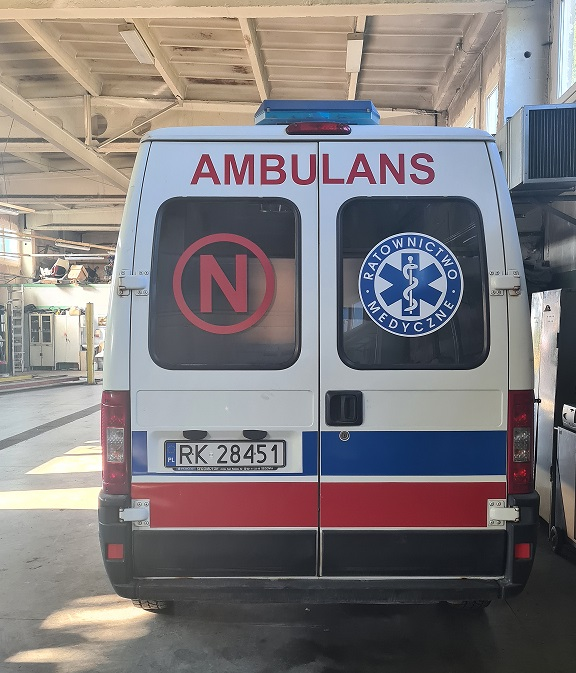 AMBULANS
N
RATOWNICTWO
MEDYCZNE
PL RK 28451